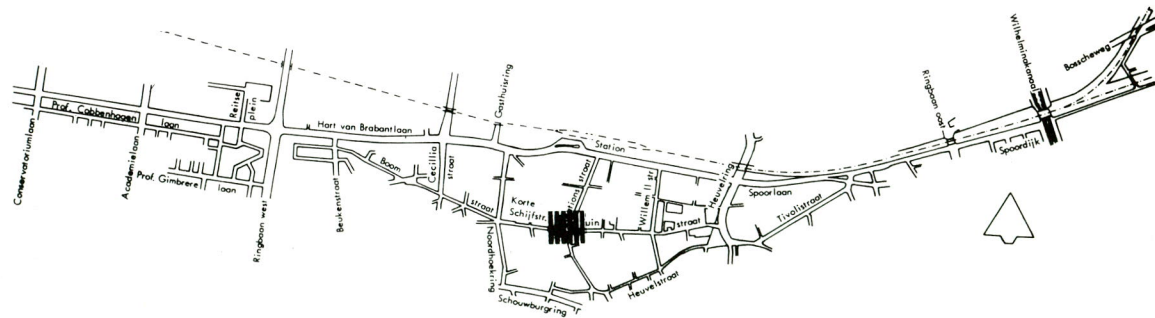 Prof. Cobbenhagen laan
Conservatoriumlaan
Academielaan
Reitse plein
Prof. Gimbrere laan
Ringbaan west
Hart van Brabantlaan
Beukenstraat
Boom straat
Cecillia straat
Gasthuisring
Korte Schijfstr.
Noordhoekring
Schouwburgring
Station
straat
Willem II str.
straat
Heuvelstraat
Heuvelring
Spoorlaan
Tivolistraat
Ringbaan oost
Spoordijk
Wilhelminakanaal
Bosscheweg